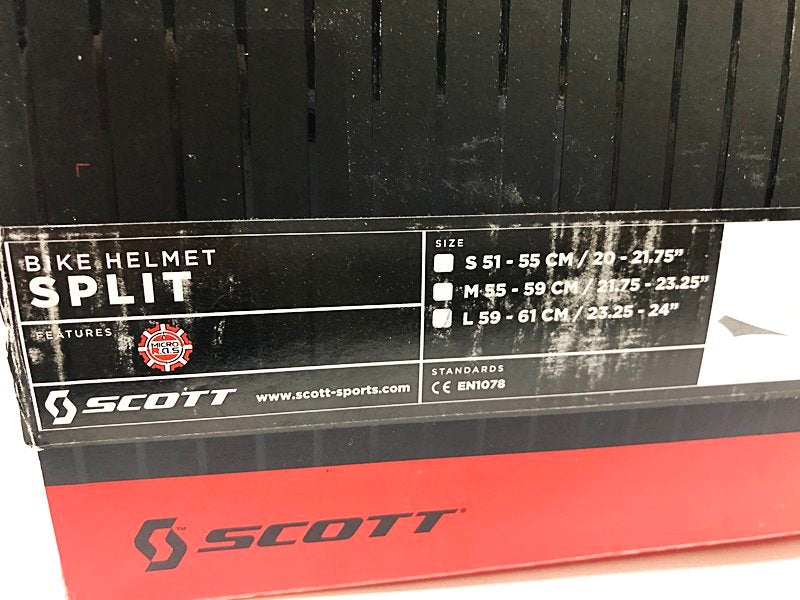 BIKE HELMET
SPLIT
FEATURES
MICRO
R.A.S
SCOTT
www.scott-sports.com
SIZE
S 51 - 55 CM / 20 - 21.75”
M 55 - 59 CM / 21.75 - 23.25”
L 59 - 61 CM / 23.25 - 24”
STANDARDS
CE EN1078
SCOTT®